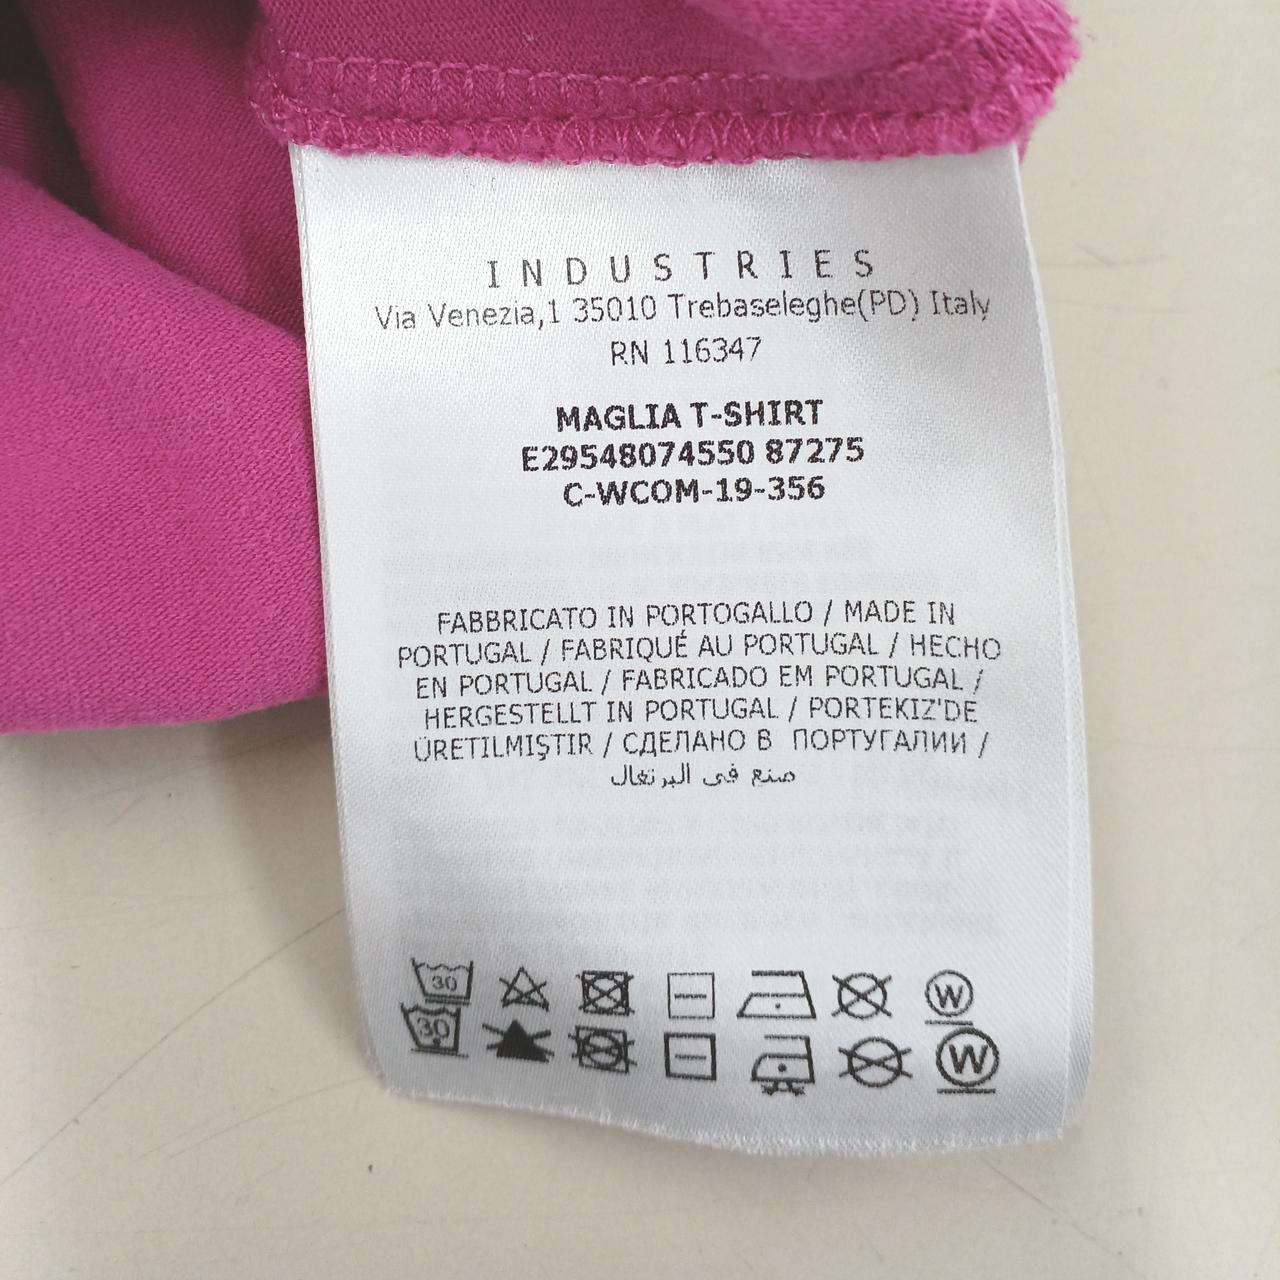 INDUSTRIES
Via Venezia,1 35010 Trebaseleghe(PD) Italy
RN 116347
MAGLIA T-SHIRT
E29548074550 87275
C-WCOM-19-356
FABBRICATO IN PORTOGALLO / MADE IN
PORTUGAL / FABRIQUÉ AU PORTUGAL / HECHO
EN PORTUGAL / FABRICADO EM PORTUGAL /
HERGESTELLT IN PORTUGAL / PORTEKIZ'DE
ÜRETILMIŞTIR / СДЕЛАНО В ПОРТУГАЛИИ /
صنع في البرتغال
30 W
30 W